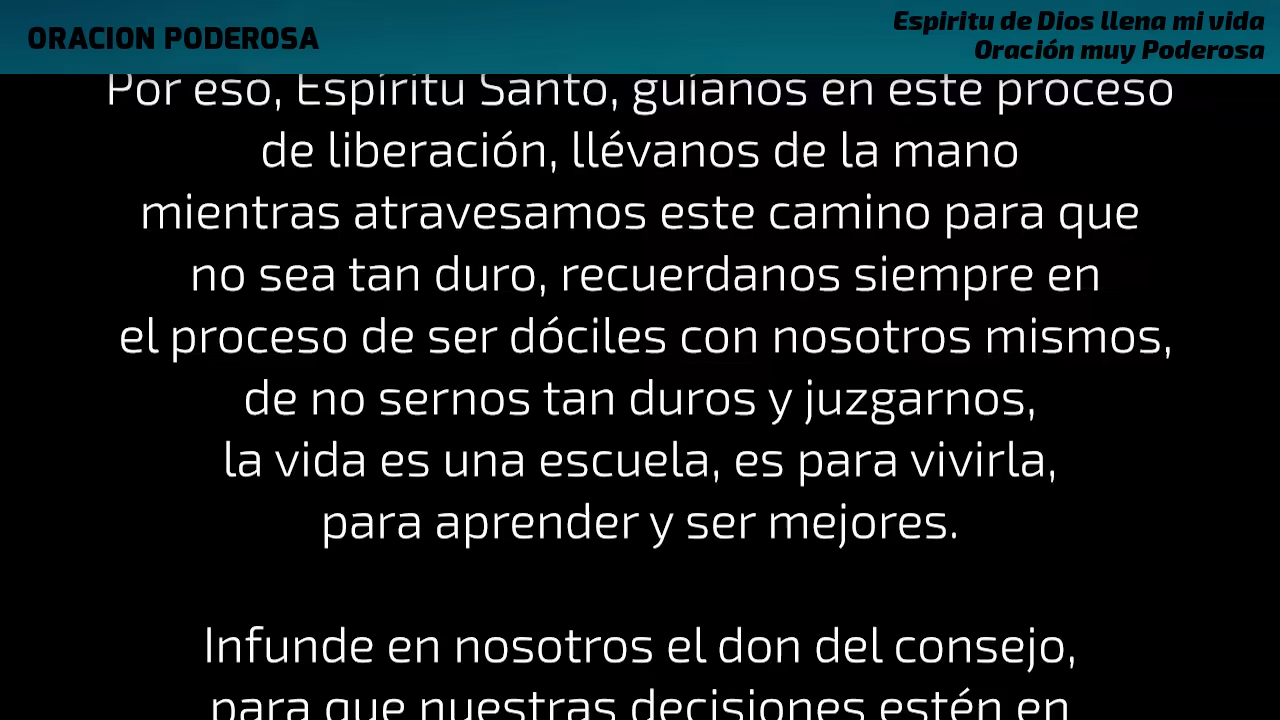 ORACION PODEROSA
Espiritu de Dios llena mi vida
Oración muy Poderosa
Por eso, Espíritu Santo, guíanos en este proceso
de liberación, llévanos de la mano
mientras atravesamos este camino para que
no sea tan duro, recuerdanos siempre en
el proceso de ser dóciles con nosotros mismos,
de no sernos tan duros y juzgarnos,
la vida es una escuela, es para vivirla,
para aprender y ser mejores.
Infunde en nosotros el don del consejo,
para que nuestras decisiones estén en